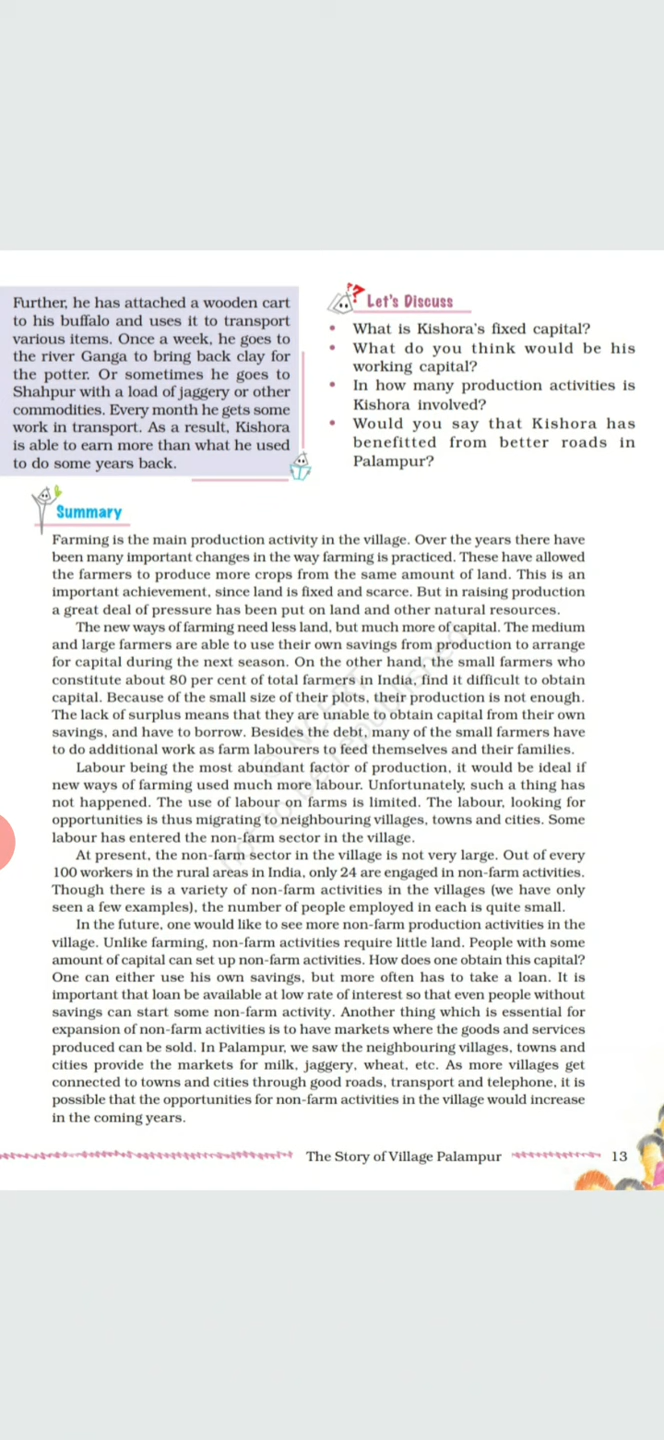 Further, he has attached a wooden cart
to his buffalo and uses it to transport
various items. Once a week, he goes to
the river Ganga to bring back clay for
the potter. Or sometimes he goes to
Shahpur with a load of jaggery or other
commodities. Every month he gets some
work in transport. As a result, Kishora
is able to earn more than what he used
to do some years back.
Let's Discuss
• What is Kishora's fixed capital?
• What do you think would be his
working capital?
• In how many production activities is
Kishora involved?
• Would you say that Kishora has
benefitted from better roads in
Palampur?
Summary
Farming is the main production activity in the village. Over the years there have
been many important changes in the way farming is practiced. These have allowed
the farmers to produce more crops from the same amount of land. This is an
important achievement, since land is fixed and scarce. But in raising production
a great deal of pressure has been put on land and other natural resources.
The new ways of farming need less land, but much more of capital. The medium
and large farmers are able to use their own savings from production to arrange
for capital during the next season. On the other hand, the small farmers who
constitute about 80 per cent of total farmers in India, find it difficult to obtain
capital. Because of the small size of their plots, their production is not enough.
The lack of surplus means that they are unable to obtain capital from their own
savings, and have to borrow. Besides the debt, many of the small farmers have
to do additional work as farm labourers to feed themselves and their families.
Labour being the most abundant factor of production, it would be ideal if
new ways of farming used much more labour. Unfortunately, such a thing has
not happened. The use of labour on farms is limited. The labour, looking for
opportunities is thus migrating to neighbouring villages, towns and cities. Some
labour has entered the non-farm sector in the village.
At present, the non-farm sector in the village is not very large. Out of every
100 workers in the rural areas in India, only 24 are engaged in non-farm activities.
Though there is a variety of non-farm activities in the villages (we have only
seen a few examples), the number of people employed in each is quite small.
In the future, one would like to see more non-farm production activities in the
village. Unlike farming, non-farm activities require little land. People with some
amount of capital can set up non-farm activities. How does one obtain this capital?
One can either use his own savings, but more often has to take a loan. It is
important that loan be available at low rate of interest so that even people without
savings can start some non-farm activity. Another thing which is essential for
expansion of non-farm activities is to have markets where the goods and services
produced can be sold. In Palampur, we saw the neighbouring villages, towns and
cities provide the markets for milk, jaggery, wheat, etc. As more villages get
connected to towns and cities through good roads, transport and telephone, it is
possible that the opportunities for non-farm activities in the village would increase
in the coming years.
The Story of Village Palampur 13